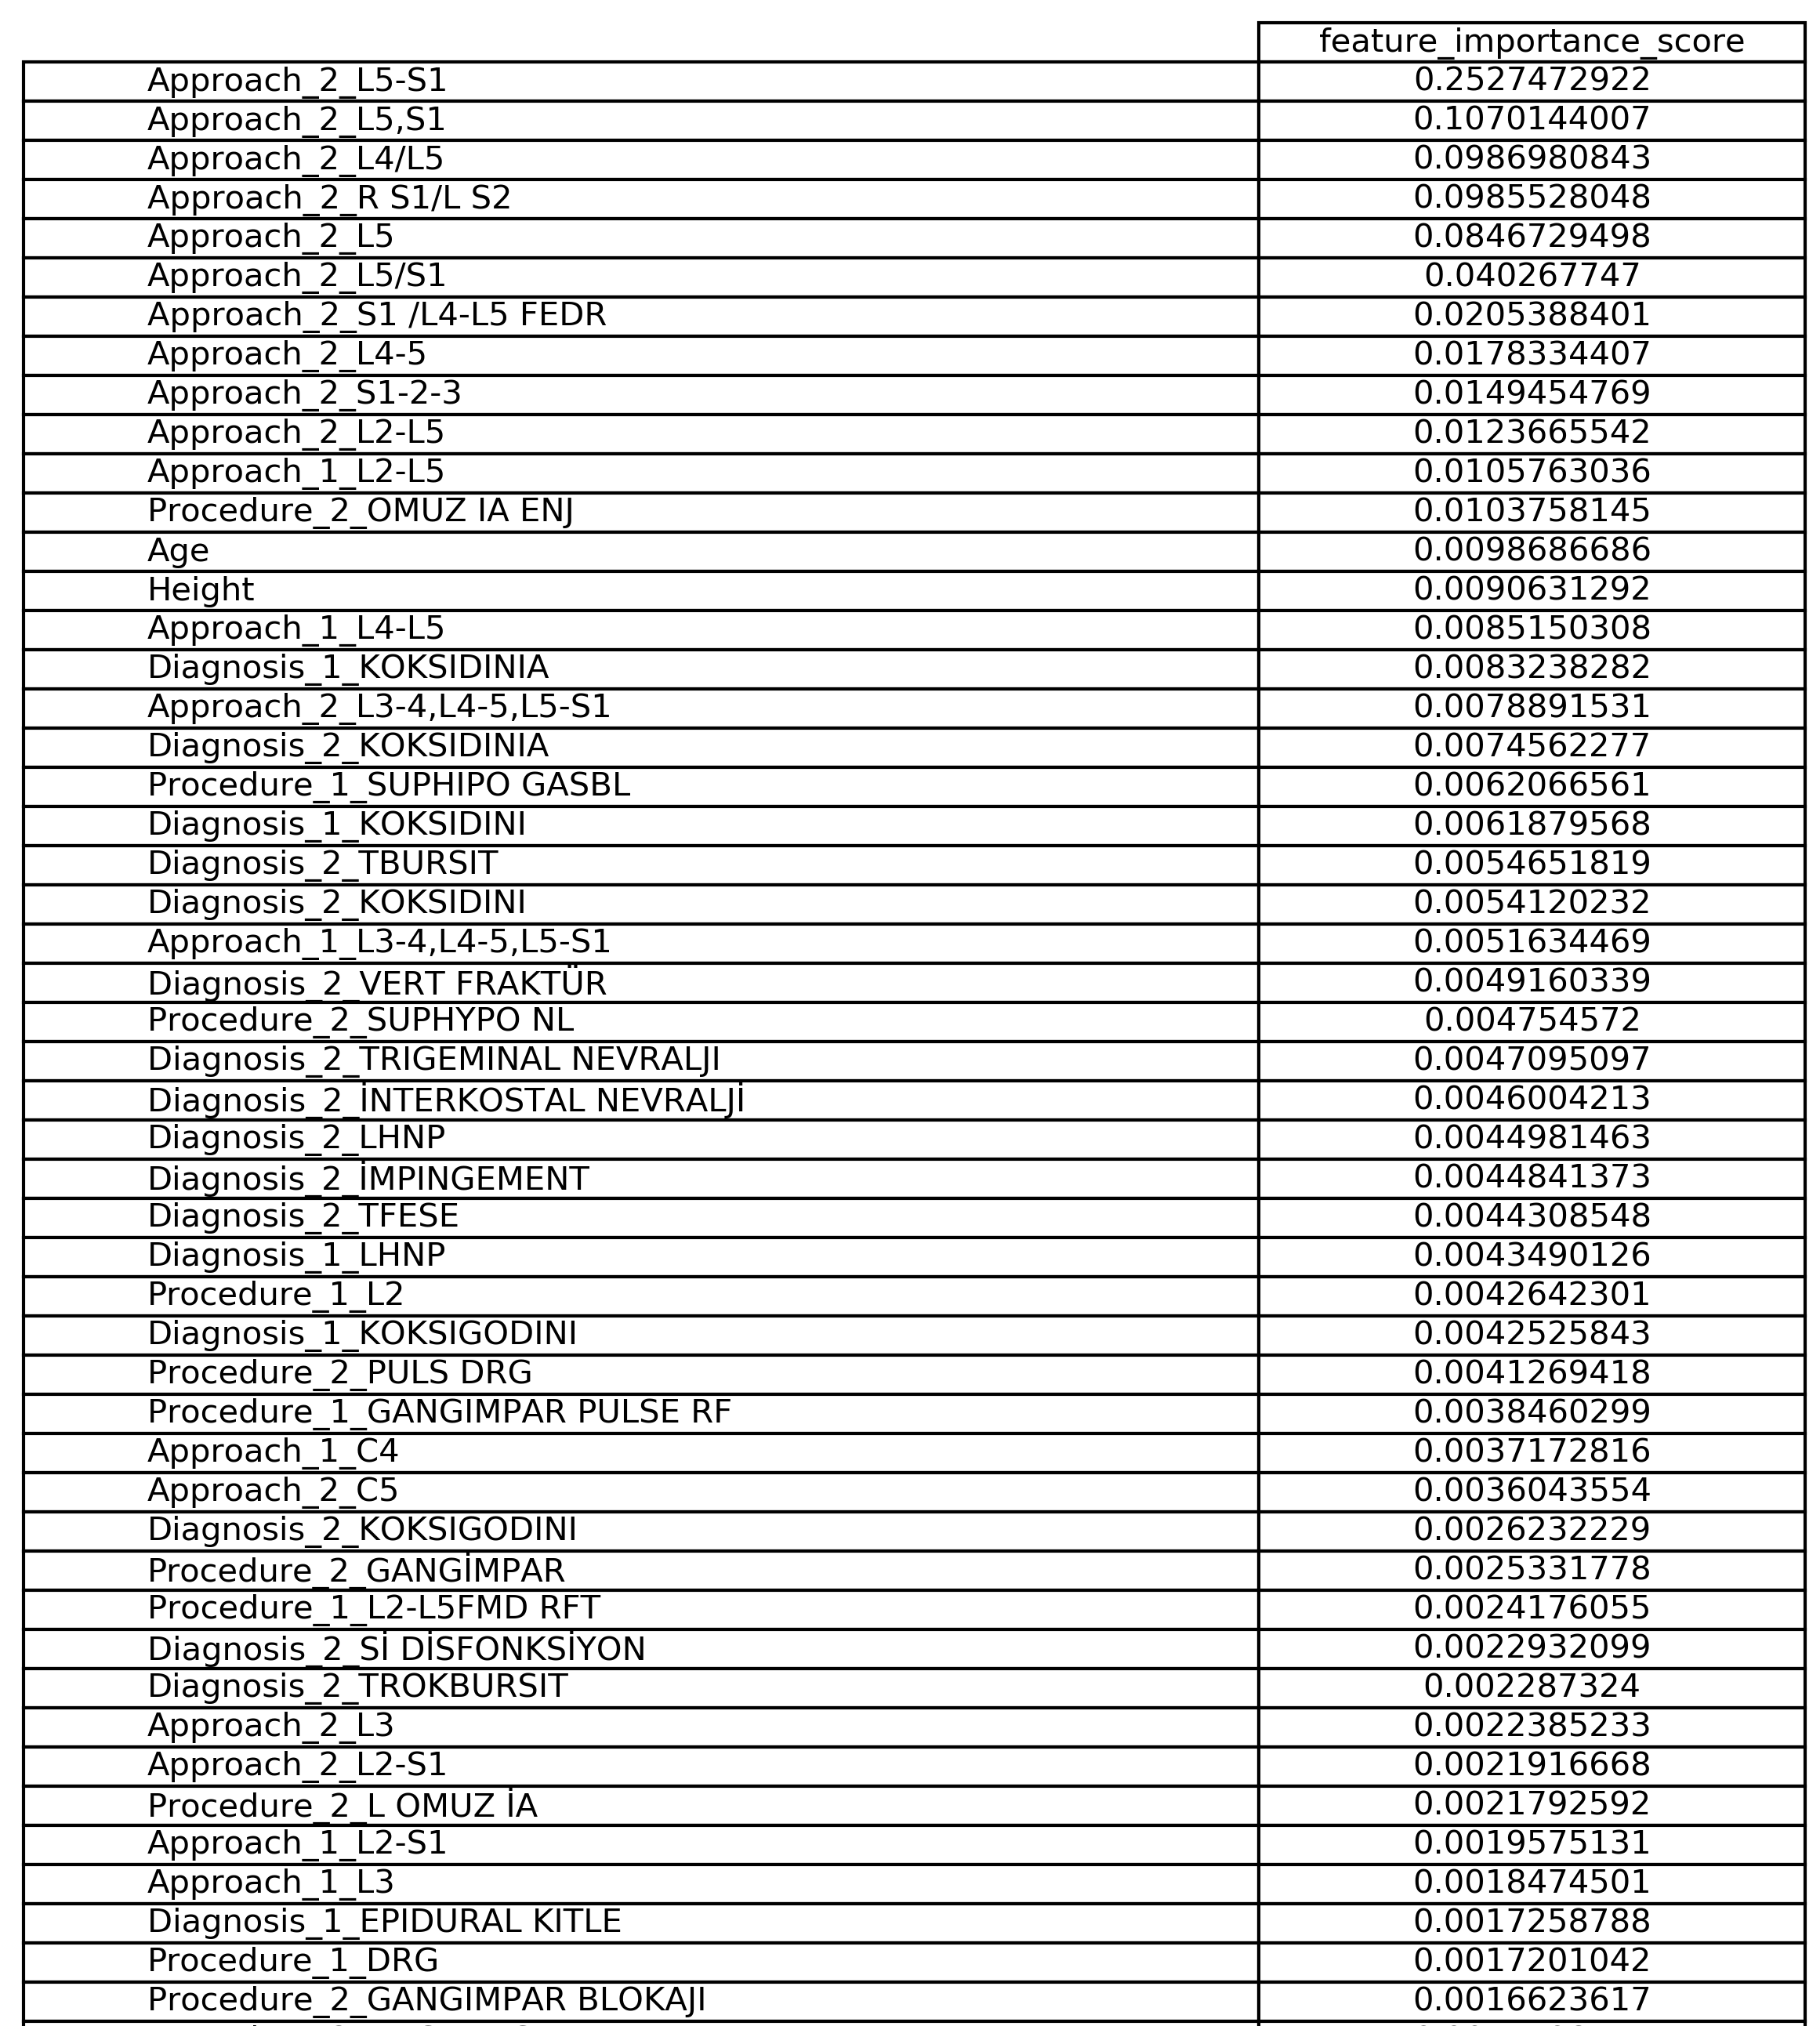 feature_importance_score
Approach_2_L5-S1 0.2527472922
Approach_2_L5,S1 0.1070144007
Approach_2_L4/L5 0.0986980843
Approach_2_R S1/L S2 0.0985528048
Approach_2_L5 0.0846729498
Approach_2_L5/S1 0.040267747
Approach_2_S1 /L4-L5 FEDR 0.0205388401
Approach_2_L4-5 0.0178334407
Approach_2_S1-2-3 0.0149454769
Approach_2_L2-L5 0.0123665542
Approach_1_L2-L5 0.0105763036
Procedure_2_OMUZ IA ENJ 0.0103758145
Age 0.0098686686
Height 0.0090631292
Approach_1_L4-L5 0.0085150308
Diagnosis_1_KOKSIDINIA 0.0083238282
Approach_2_L3-4,L4-5,L5-S1 0.0078891531
Diagnosis_2_KOKSIDINIA 0.0074562277
Procedure_1_SUPHIPO GASBL 0.0062066561
Diagnosis_1_KOKSIDINI 0.0061879568
Diagnosis_2_TBURSIT 0.0054651819
Diagnosis_2_KOKSIDINI 0.0054120232
Approach_1_L3-4,L4-5,L5-S1 0.0051634469
Diagnosis_2_VERT FRAKTÜR 0.0049160339
Procedure_2_SUPHYPO NL 0.004754572
Diagnosis_2_TRIGEMINAL NEVRALJI 0.0047095097
Diagnosis_2_İNTERKOSTAL NEVRALJİ 0.0046004213
Diagnosis_2_LHNP 0.0044981463
Diagnosis_2_İMPINGEMENT 0.0044841373
Diagnosis_2_TFESE 0.0044308548
Diagnosis_1_LHNP 0.0043490126
Procedure_1_L2 0.0042642301
Diagnosis_1_KOKSIGODINI 0.0042525843
Procedure_2_PULS DRG 0.0041269418
Procedure_1_GANGIMPAR PULSE RF 0.0038460299
Approach_1_C4 0.0037172816
Approach_2_C5 0.0036043554
Diagnosis_2_KOKSIGODINI 0.0026232229
Procedure_2_GANGİMPAR 0.0025331778
Procedure_1_L2-L5FMD RFT 0.0024176055
Diagnosis_2_Sİ DİSFONKSİYON 0.0022932099
Diagnosis_2_TROKBURSIT 0.002287324
Approach_2_L3 0.0022385233
Approach_2_L2-S1 0.0021916668
Procedure_2_L OMUZ İA 0.0021792592
Approach_1_L2-S1 0.0019575131
Approach_1_L3 0.0018474501
Diagnosis_1_EPIDURAL KITLE 0.0017258788
Procedure_1_DRG 0.0017201042
Procedure_2_GANGIMPAR BLOKAJI 0.0016623617